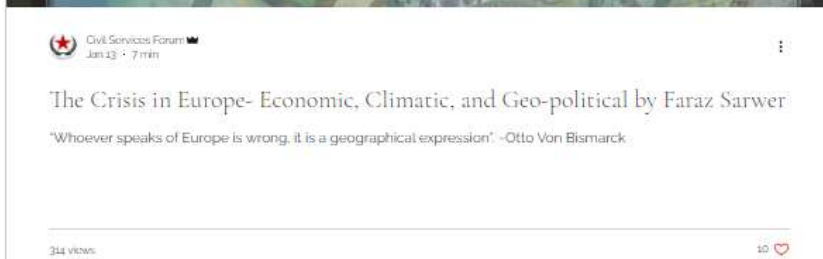 Civil Services Forum
Jan 13 · 7 min
The Crisis in Europe- Economic, Climatic, and Geo-political by Faraz Sarwer
"Whoever speaks of Europe is wrong, it is a geographical expression". -Otto Von Bismarck
314 views
10